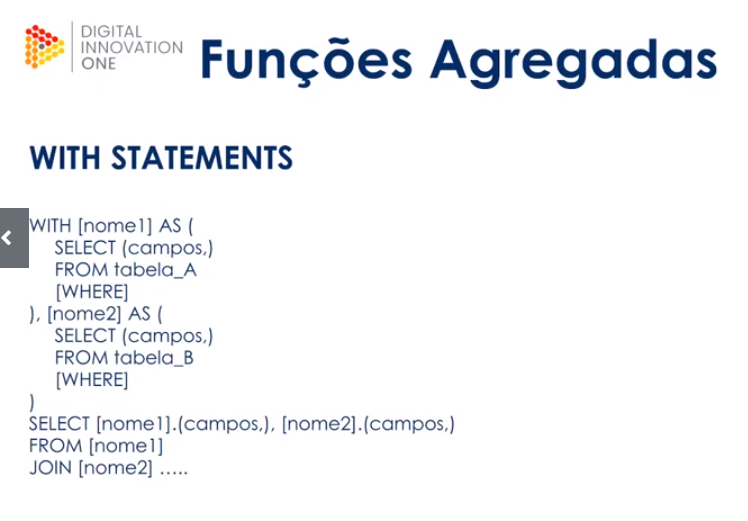 DIGITAL
INNOVATION
ONE
Funções Agregadas
WITH STATEMENTS
WITH [nome1] AS (
SELECT (campos,)
FROM tabela_A
[WHERE]
), [nome2] AS (
SELECT (campos,)
FROM tabela_B
[WHERE]
)
SELECT [nome1].(campos,), [nome2].(campos,)
FROM [nome1]
JOIN [nome2] .....